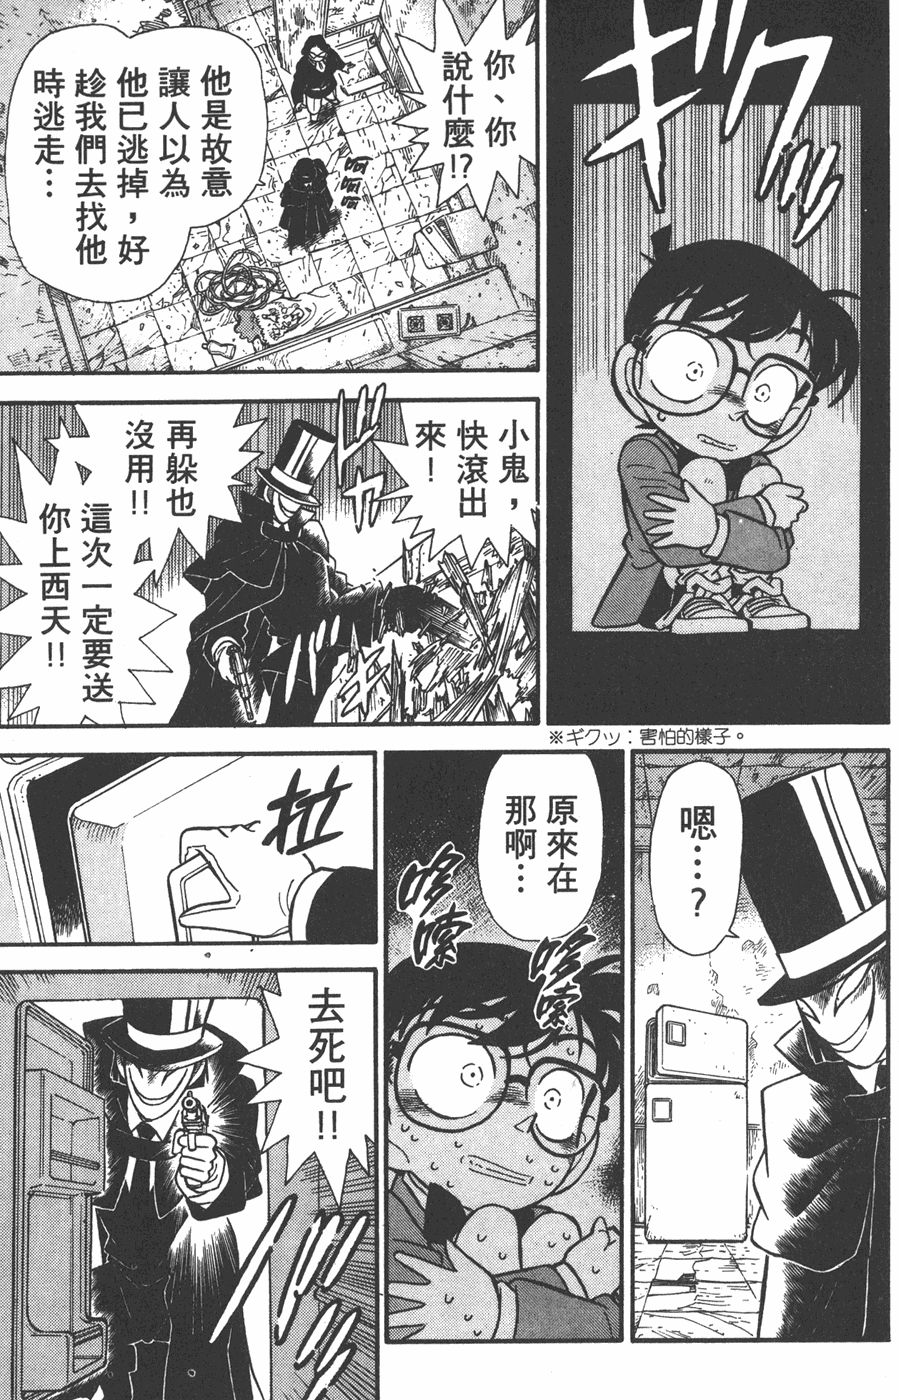 ギクッ
你、你
說什麼!?
呵呵呵
他是故意
讓人以為
他已逃掉，好
趁我們去找他
時逃走…
※ギクッ：害怕的樣子。
小鬼，
快滾出
來！
再躲也
沒用!!
這次一定要送
你上西天!!
嗯…？
原來在
那啊…
哆嗦
哆嗦
拉
去死吧!!